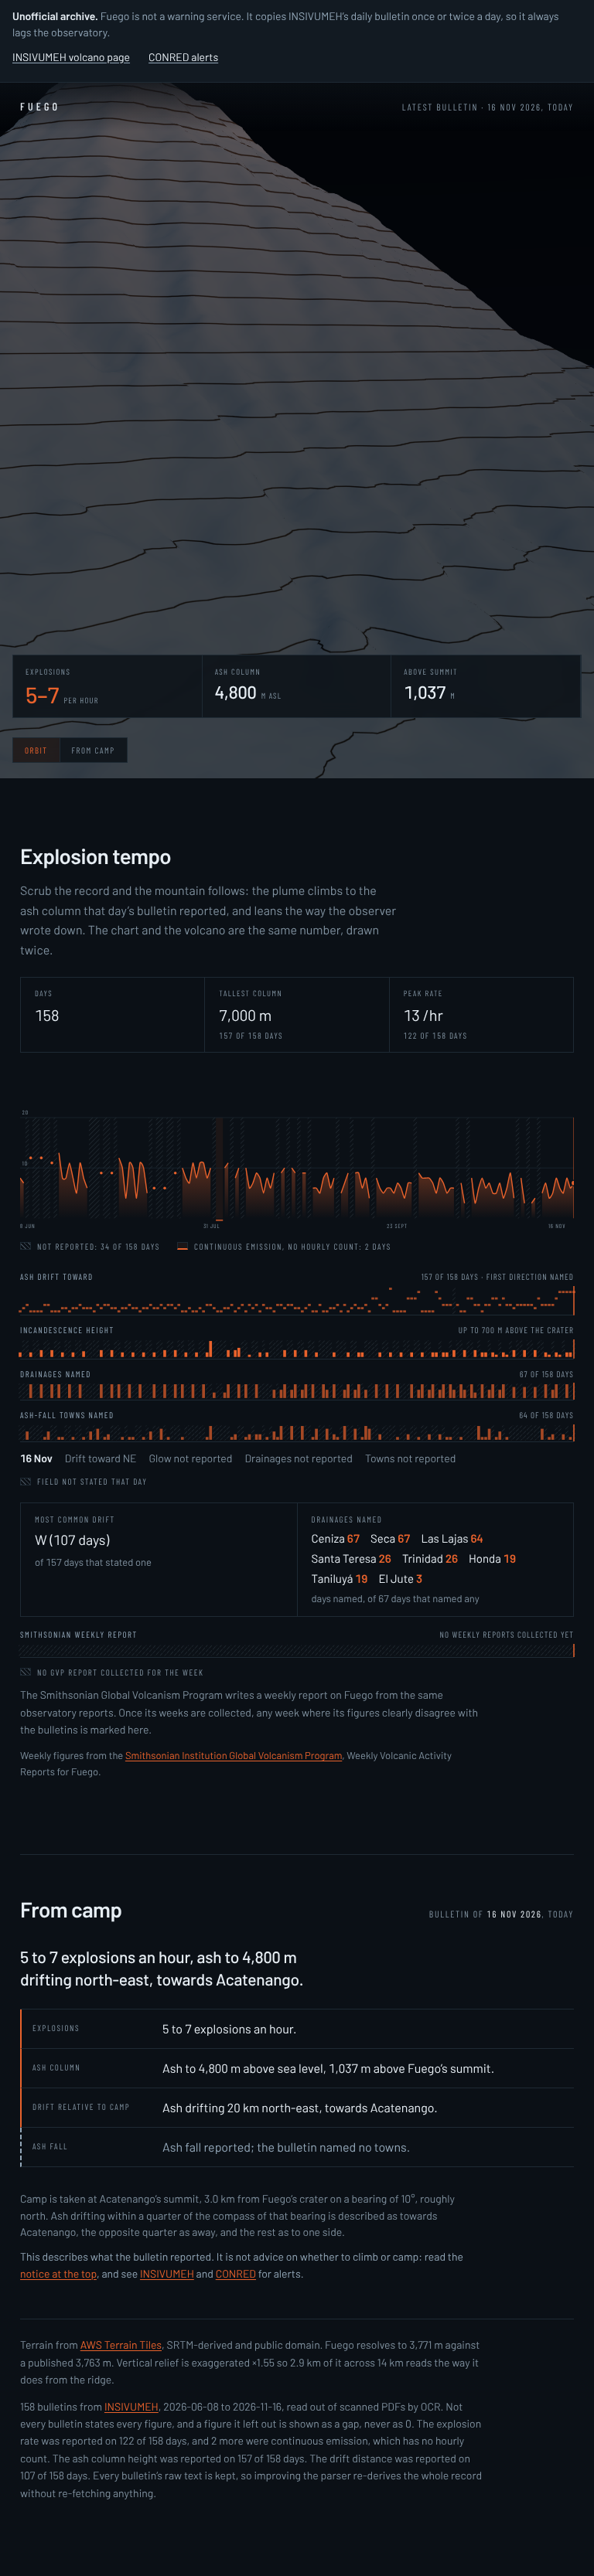 Unofficial archive. Fuego is not a warning service. It copies INSIVUMEH's daily bulletin once or twice a day, so it always
lags the observatory.
INSIVUMEH volcano page CONRED alerts
FUEGO
LATEST BULLETIN · 16 NOV 2026, TODAY
EXPLOSIONS
5–7 PER HOUR
ASH COLUMN
4,800 M ASL
ABOVE SUMMIT
1,037 M
ORBIT FROM CAMP
Explosion tempo
Scrub the record and the mountain follows: the plume climbs to the
ash column that day's bulletin reported, and leans the way the observer
wrote down. The chart and the volcano are the same number, drawn
twice.
DAYS
158
TALLEST COLUMN
7,000 m
157 OF 158 DAYS
PEAK RATE
13 /hr
122 OF 158 DAYS
20
10
8 JUN 31 JUL 23 SEPT 16 NOV
NOT REPORTED: 34 OF 158 DAYS CONTINUOUS EMISSION, NO HOURLY COUNT: 2 DAYS
ASH DRIFT TOWARD 157 OF 158 DAYS · FIRST DIRECTION NAMED
INCANDESCENCE HEIGHT UP TO 700 M ABOVE THE CRATER
DRAINAGES NAMED 67 OF 158 DAYS
ASH-FALL TOWNS NAMED 64 OF 158 DAYS
16 Nov Drift toward NE Glow not reported Drainages not reported Towns not reported
FIELD NOT STATED THAT DAY
MOST COMMON DRIFT
W (107 days)
of 157 days that stated one
DRAINAGES NAMED
Ceniza 67 Seca 67 Las Lajas 64
Santa Teresa 26 Trinidad 26 Honda 19
Taniluyá 19 El Jute 3
days named, of 67 days that named any
SMITHSONIAN WEEKLY REPORT NO WEEKLY REPORTS COLLECTED YET
NO GVP REPORT COLLECTED FOR THE WEEK
The Smithsonian Global Volcanism Program writes a weekly report on Fuego from the same
observatory reports. Once its weeks are collected, any week where its figures clearly disagree with
the bulletins is marked here.
Weekly figures from the Smithsonian Institution Global Volcanism Program, Weekly Volcanic Activity
Reports for Fuego.
From camp
BULLETIN OF 16 NOV 2026, TODAY
5 to 7 explosions an hour, ash to 4,800 m
drifting north-east, towards Acatenango.
EXPLOSIONS 5 to 7 explosions an hour.
ASH COLUMN Ash to 4,800 m above sea level, 1,037 m above Fuego's summit.
DRIFT RELATIVE TO CAMP Ash drifting 20 km north-east, towards Acatenango.
ASH FALL Ash fall reported; the bulletin named no towns.
Camp is taken at Acatenango's summit, 3.0 km from Fuego's crater on a bearing of 10°, roughly
north. Ash drifting within a quarter of the compass of that bearing is described as towards
Acatenango, the opposite quarter as away, and the rest as to one side.
This describes what the bulletin reported. It is not advice on whether to climb or camp: read the
notice at the top, and see INSIVUMEH and CONRED for alerts.
Terrain from AWS Terrain Tiles, SRTM-derived and public domain. Fuego resolves to 3,771 m against
a published 3,763 m. Vertical relief is exaggerated ×1.55 so 2.9 km of it across 14 km reads the way it
does from the ridge.
158 bulletins from INSIVUMEH, 2026-06-08 to 2026-11-16, read out of scanned PDFs by OCR. Not
every bulletin states every figure, and a figure it left out is shown as a gap, never as 0. The explosion
rate was reported on 122 of 158 days, and 2 more were continuous emission, which has no hourly
count. The ash column height was reported on 157 of 158 days. The drift distance was reported on
107 of 158 days. Every bulletin's raw text is kept, so improving the parser re-derives the whole record
without re-fetching anything.